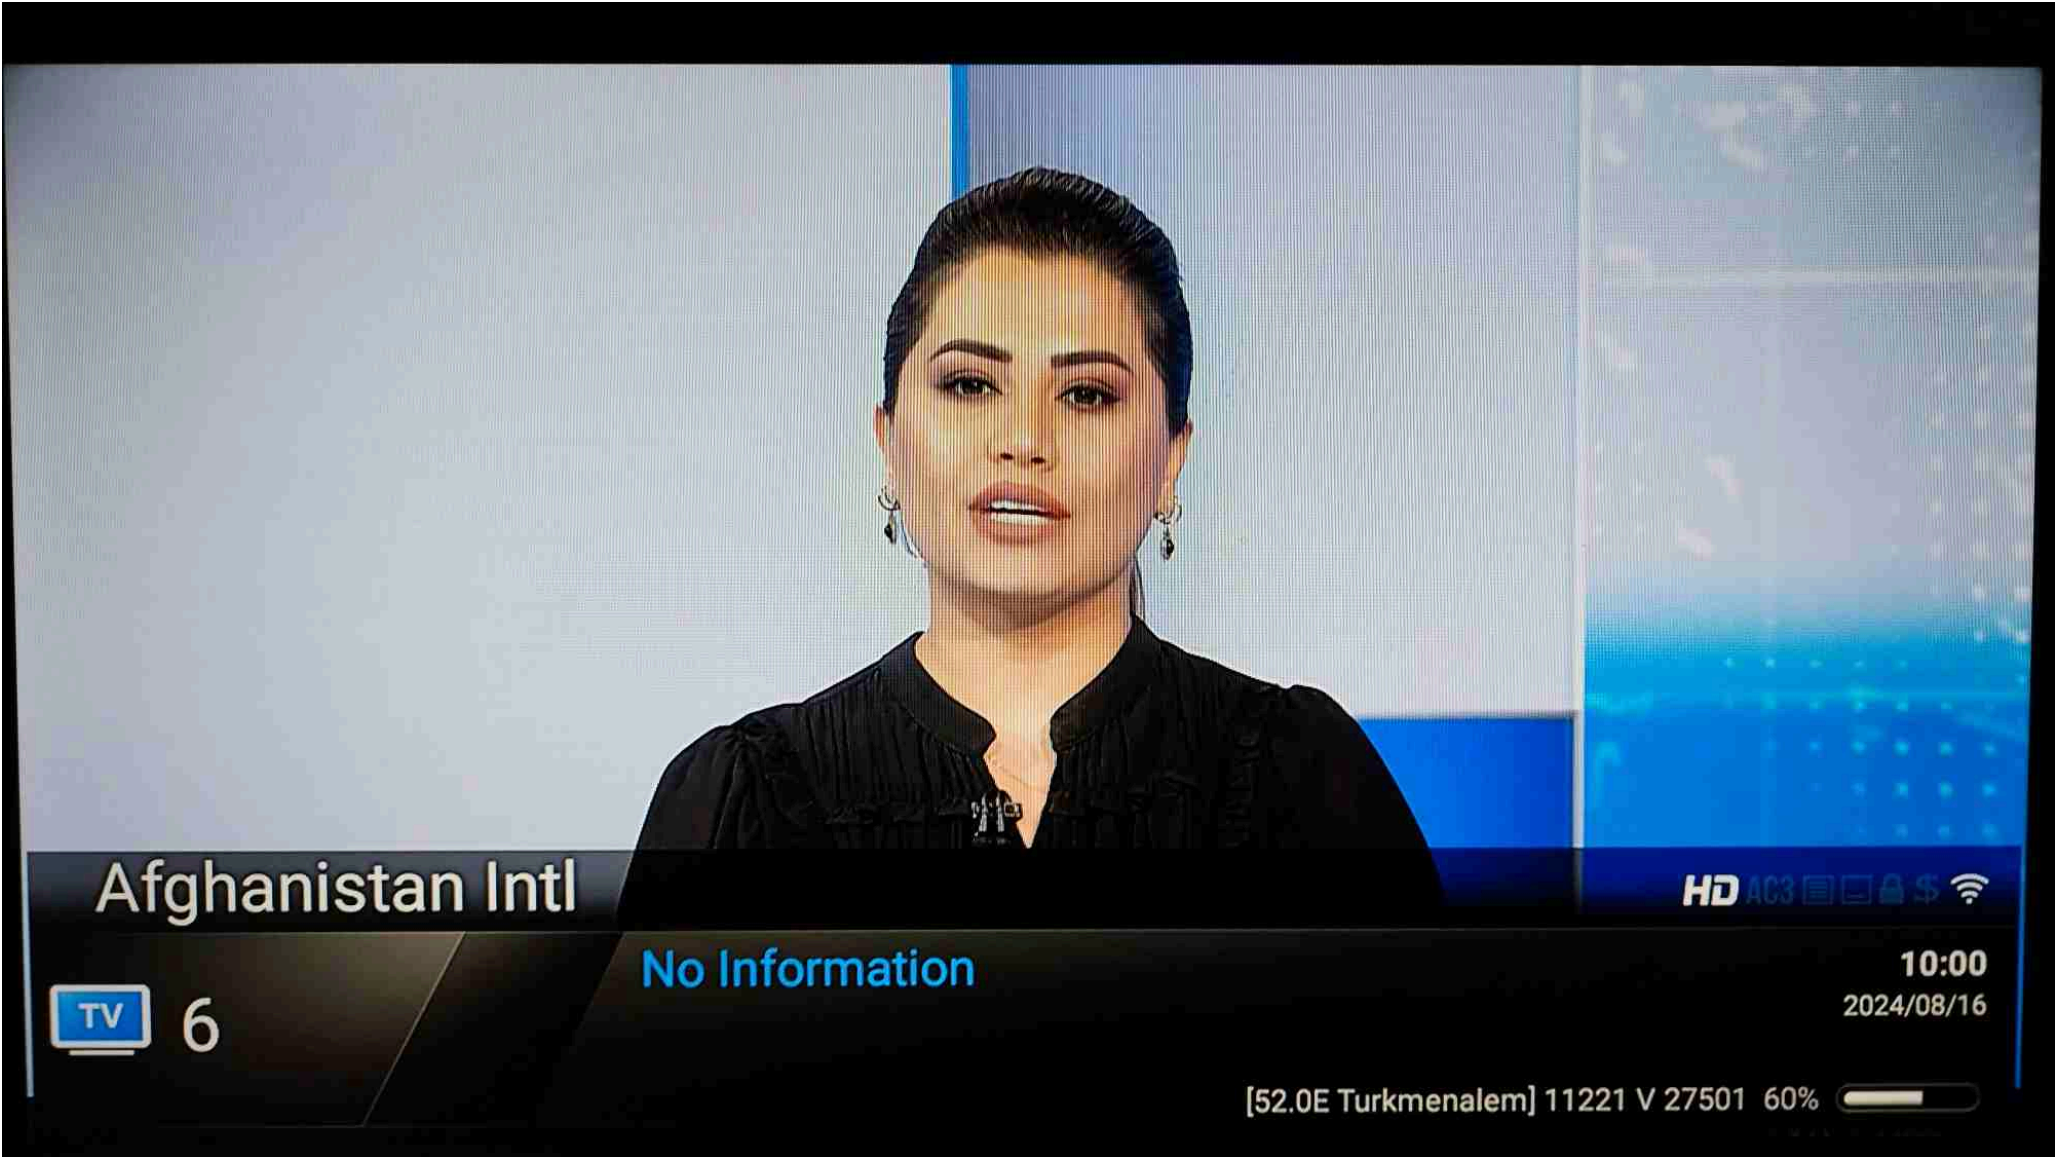 Afghanistan Intl
HD AC3 $
No Information
10:00
TV 6
2024/08/16
[52.0E Turkmenalem] 11221 V 27501 60%